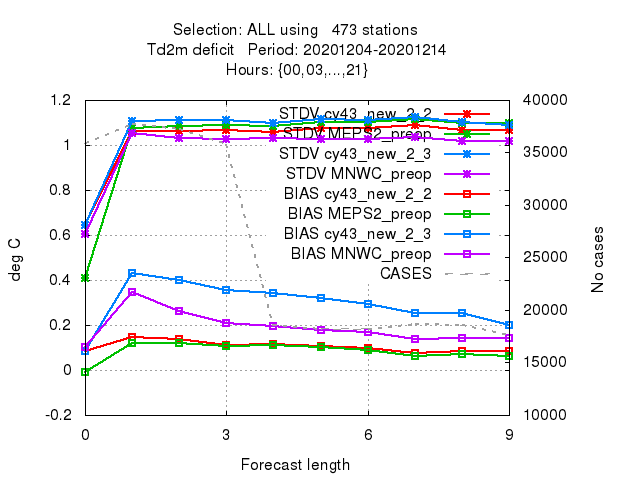 Selection: ALL using   473 stations
Td2m deficit   Period: 20201204-20201214
Hours: {00,03,...,21}
1.2
1
0.8
0.6
0.4
0.2
0
-0.2
deg C
STDV cy43_new_2_2
STDV MEPS2_preop
STDV cy43_new_2_3
STDV MNWC_preop
BIAS cy43_new_2_2
BIAS MEPS2_preop
BIAS cy43_new_2_3
BIAS MNWC_preop
CASES
40000
35000
30000
25000
20000
15000
10000
No cases
0 3 6 9
Forecast length